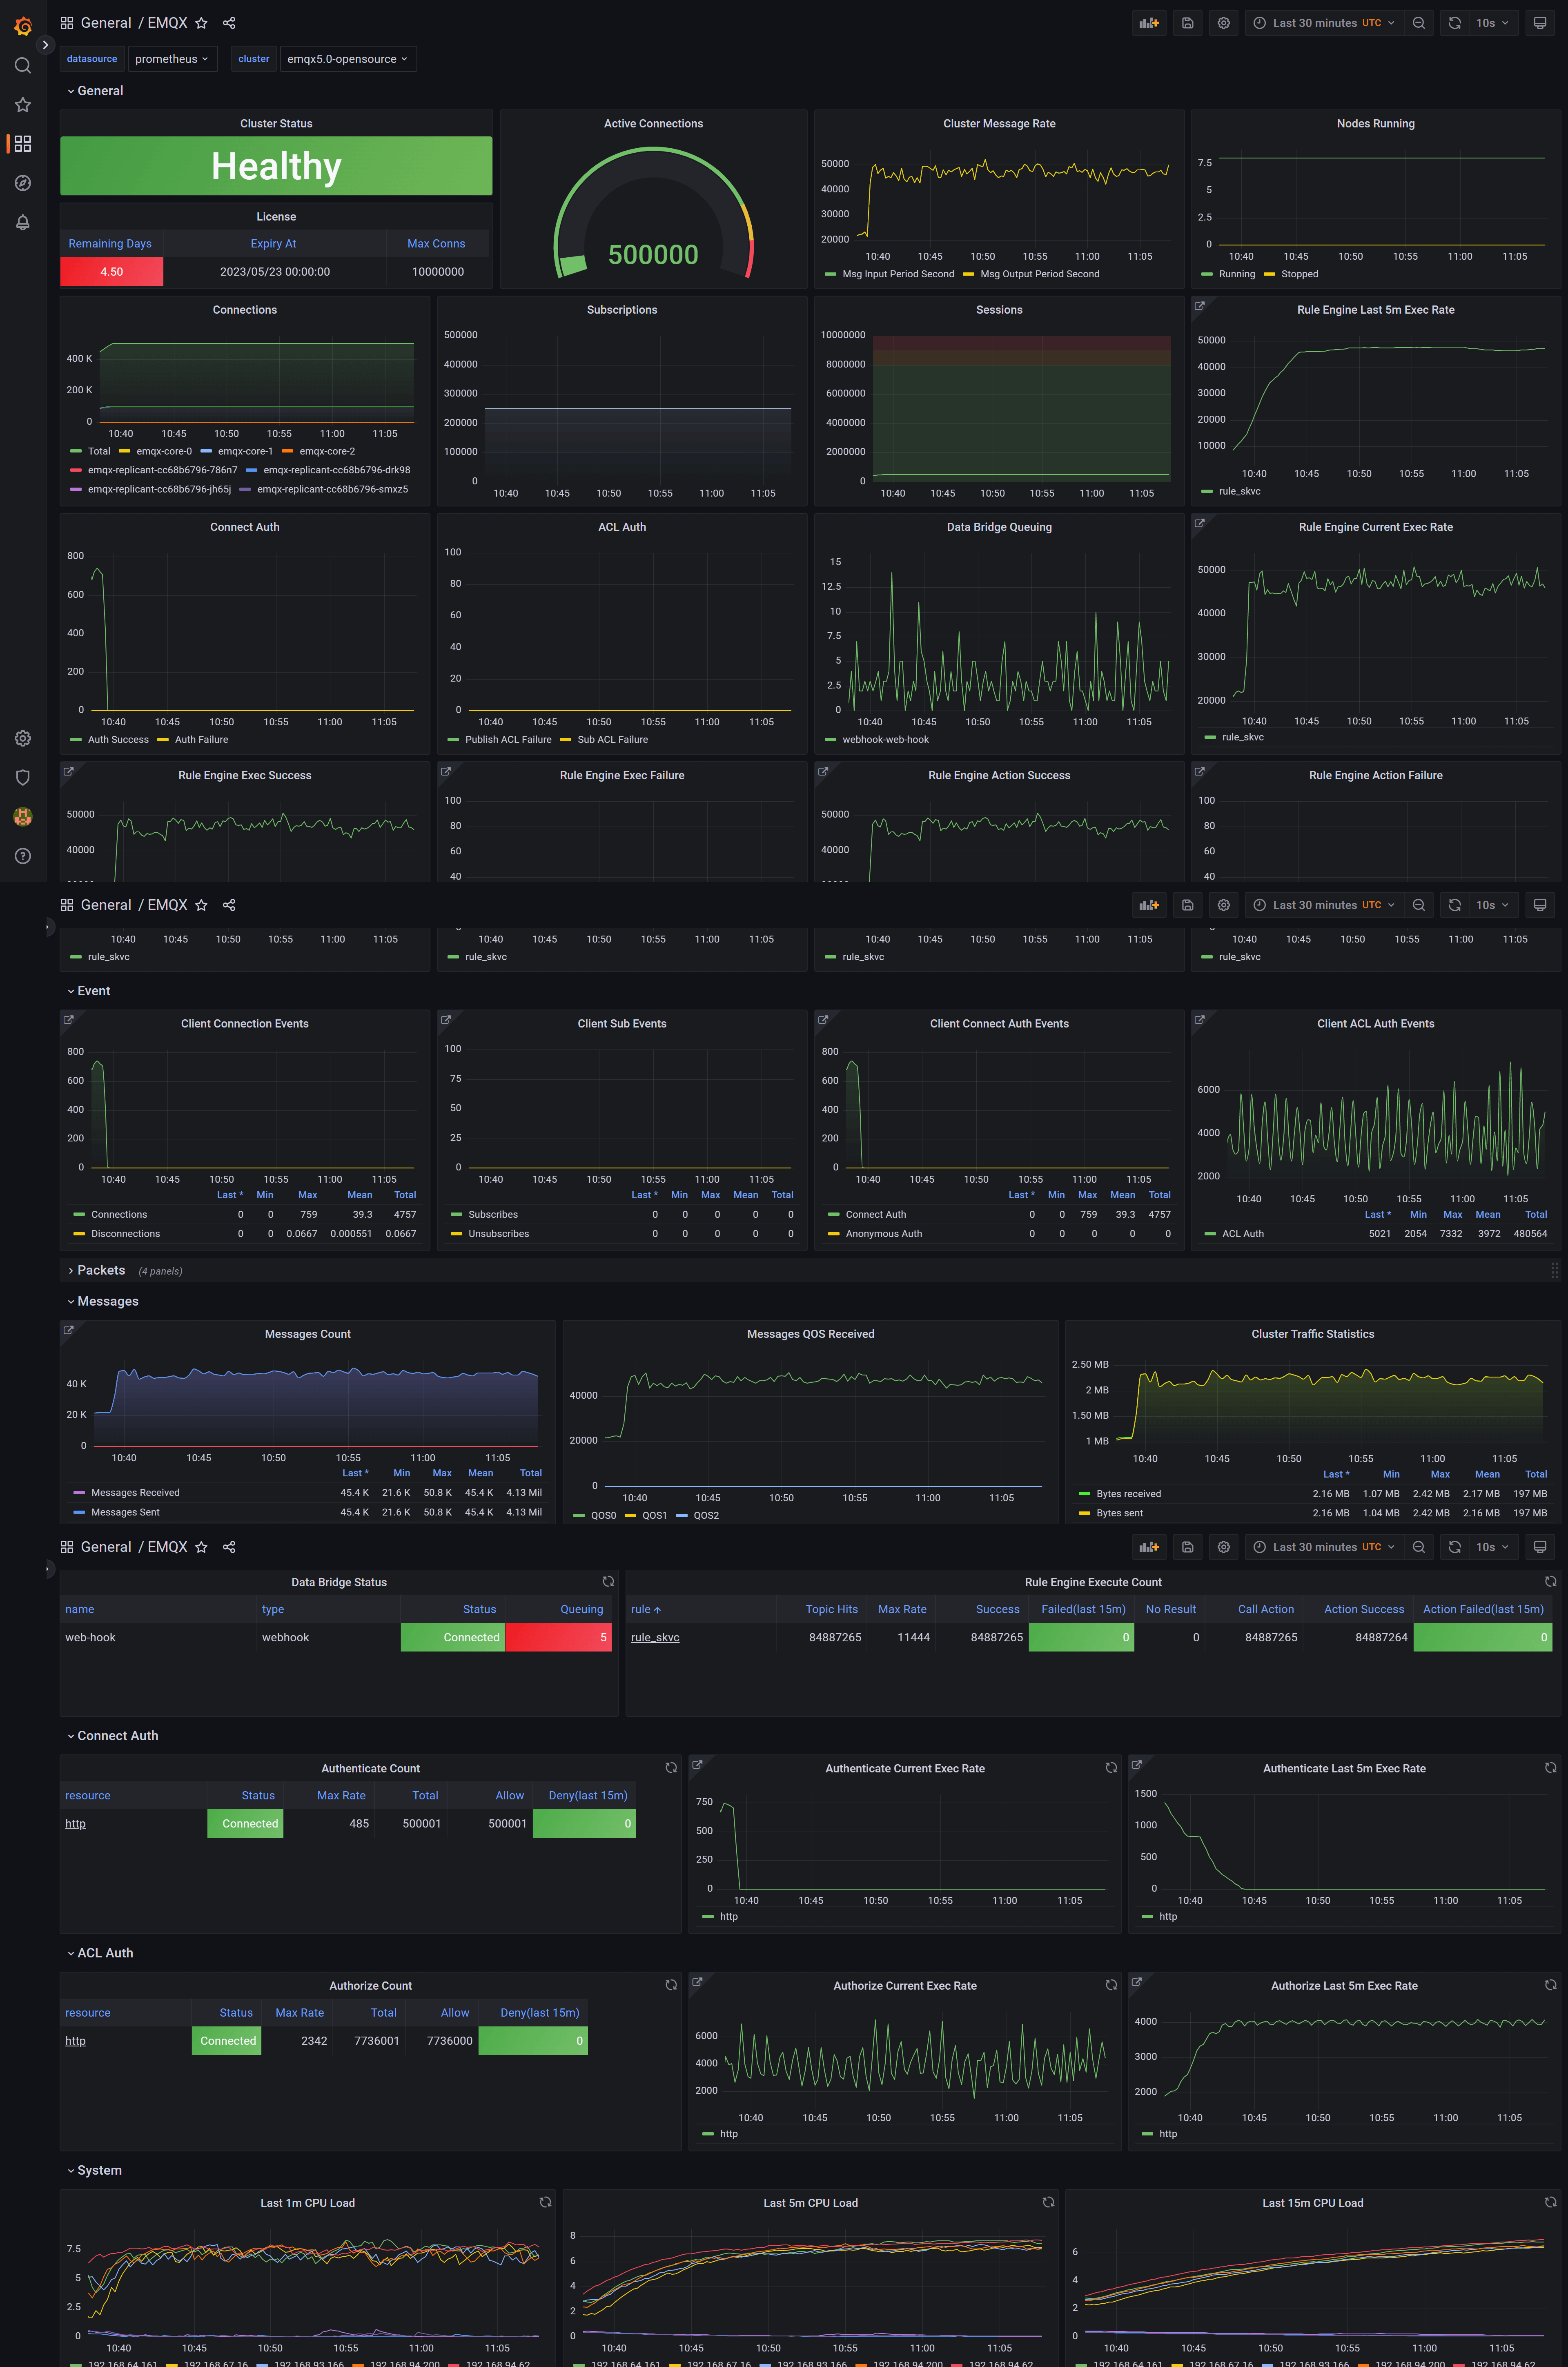 General / EMQX
Last 30 minutes UTC 10s
datasource prometheus cluster emqx5.0-opensource
General
Cluster Status
Healthy
License
Remaining Days Expiry At Max Conns
4.50 2023/05/23 00:00:00 10000000
Active Connections
500000
Cluster Message Rate
50000
40000
30000
20000
10:40 10:45 10:50 10:55 11:00 11:05
Msg Input Period Second Msg Output Period Second
Nodes Running
7.5
5
2.5
0
10:40 10:45 10:50 10:55 11:00 11:05
Running Stopped
Connections
400 K
200 K
0
10:40 10:45 10:50 10:55 11:00 11:05
Total emqx-core-0 emqx-core-1 emqx-core-2
emqx-replicant-cc68b6796-786n7 emqx-replicant-cc68b6796-drk98
emqx-replicant-cc68b6796-jh65j emqx-replicant-cc68b6796-smxz5
Subscriptions
500000
400000
300000
200000
100000
0
10:40 10:45 10:50 10:55 11:00 11:05
Sessions
10000000
8000000
6000000
4000000
2000000
0
10:40 10:45 10:50 10:55 11:00 11:05
Rule Engine Last 5m Exec Rate
50000
40000
30000
20000
10000
10:40 10:45 10:50 10:55 11:00 11:05
rule_skvc
Connect Auth
800
600
400
200
0
10:40 10:45 10:50 10:55 11:00 11:05
Auth Success Auth Failure
ACL Auth
100
80
60
40
20
0
10:40 10:45 10:50 10:55 11:00 11:05
Publish ACL Failure Sub ACL Failure
Data Bridge Queuing
15
12.5
10
7.5
5
2.5
0
10:40 10:45 10:50 10:55 11:00 11:05
webhook-web-hook
Rule Engine Current Exec Rate
50000
40000
30000
20000
10:40 10:45 10:50 10:55 11:00 11:05
rule_skvc
Rule Engine Exec Success
50000
40000
Rule Engine Exec Failure
100
80
60
40
Rule Engine Action Success
50000
40000
Rule Engine Action Failure
100
80
60
40
General / EMQX
Last 30 minutes UTC 10s
10:40 10:45 10:50 10:55 11:00 11:05
rule_skvc
10:40 10:45 10:50 10:55 11:00 11:05
rule_skvc
10:40 10:45 10:50 10:55 11:00 11:05
rule_skvc
10:40 10:45 10:50 10:55 11:00 11:05
rule_skvc
Event
Client Connection Events
800
600
400
200
0
10:40 10:45 10:50 10:55 11:00 11:05
Last * Min Max Mean Total
Connections 0 0 759 39.3 4757
Disconnections 0 0 0.0667 0.000551 0.0667
Client Sub Events
100
75
50
25
0
10:40 10:45 10:50 10:55 11:00 11:05
Last * Min Max Mean Total
Subscribes 0 0 0 0 0
Unsubscribes 0 0 0 0 0
Client Connect Auth Events
800
600
400
200
0
10:40 10:45 10:50 10:55 11:00 11:05
Last * Min Max Mean Total
Connect Auth 0 0 759 39.3 4757
Anonymous Auth 0 0 0 0 0
Client ACL Auth Events
6000
4000
2000
10:40 10:45 10:50 10:55 11:00 11:05
Last * Min Max Mean Total
ACL Auth 5021 2054 7332 3972 480564
Packets (4 panels)
Messages
Messages Count
40 K
20 K
0
10:40 10:45 10:50 10:55 11:00 11:05
Last * Min Max Mean Total
Messages Received 45.4 K 21.6 K 50.8 K 45.4 K 4.13 Mil
Messages Sent 45.4 K 21.6 K 50.8 K 45.4 K 4.13 Mil
Messages QOS Received
40000
20000
0
10:40 10:45 10:50 10:55 11:00 11:05
QOS0 QOS1 QOS2
Cluster Traffic Statistics
2.50 MB
2 MB
1.50 MB
1 MB
10:40 10:45 10:50 10:55 11:00 11:05
Last * Min Max Mean Total
Bytes received 2.16 MB 1.07 MB 2.42 MB 2.17 MB 197 MB
Bytes sent 2.16 MB 1.04 MB 2.42 MB 2.16 MB 197 MB
General / EMQX
Last 30 minutes UTC 10s
Data Bridge Status
name type Status Queuing
web-hook webhook Connected 5
Rule Engine Execute Count
rule Topic Hits Max Rate Success Failed(last 15m) No Result Call Action Action Success Action Failed(last 15m)
rule_skvc 84887265 11444 84887265 0 0 84887265 84887264 0
Connect Auth
Authenticate Count
resource Status Max Rate Total Allow Deny(last 15m)
http Connected 485 500001 500001 0
Authenticate Current Exec Rate
750
500
250
0
10:40 10:45 10:50 10:55 11:00 11:05
http
Authenticate Last 5m Exec Rate
1500
1000
500
0
10:40 10:45 10:50 10:55 11:00 11:05
http
ACL Auth
Authorize Count
resource Status Max Rate Total Allow Deny(last 15m)
http Connected 2342 7736001 7736000 0
Authorize Current Exec Rate
6000
4000
2000
10:40 10:45 10:50 10:55 11:00 11:05
http
Authorize Last 5m Exec Rate
4000
3000
2000
10:40 10:45 10:50 10:55 11:00 11:05
http
System
Last 1m CPU Load
7.5
5
2.5
0
10:40 10:45 10:50 10:55 11:00 11:05
192.168.64.161 192.168.67.16 192.168.93.166 192.168.94.200 192.168.94.62
Last 5m CPU Load
8
6
4
2
0
10:40 10:45 10:50 10:55 11:00 11:05
192.168.64.161 192.168.67.16 192.168.93.166 192.168.94.200 192.168.94.62
Last 15m CPU Load
6
4
2
0
10:40 10:45 10:50 10:55 11:00 11:05
192.168.64.161 192.168.67.16 192.168.93.166 192.168.94.200 192.168.94.62